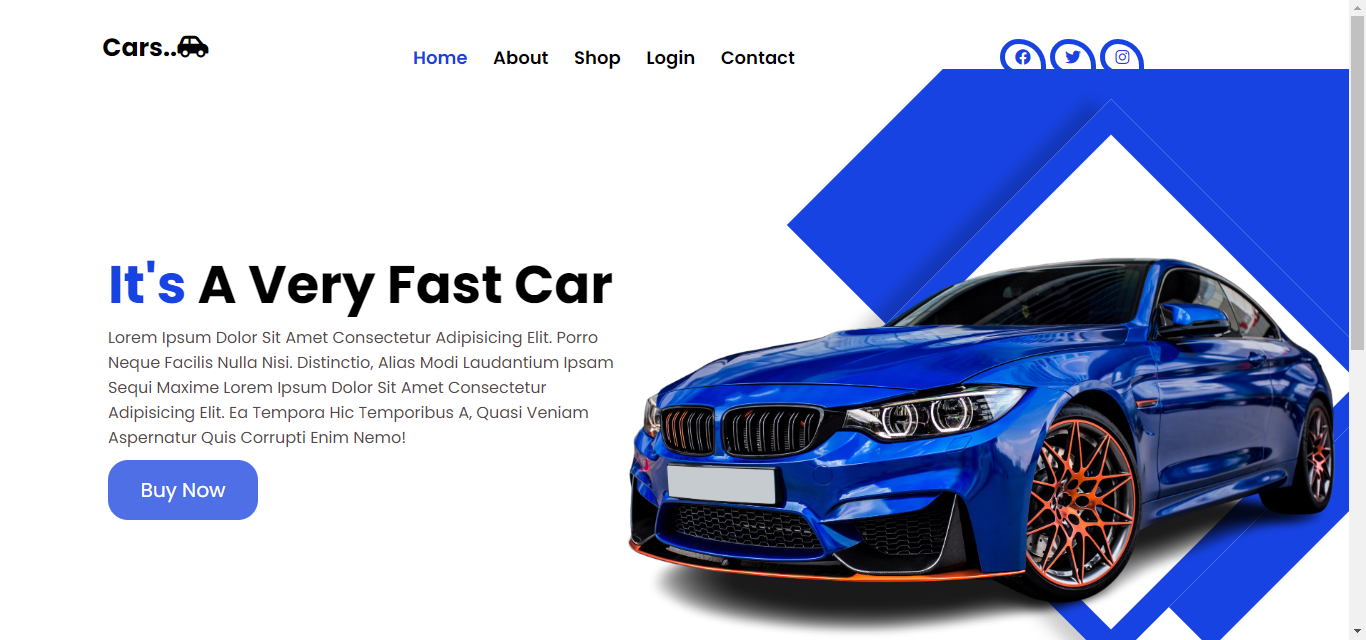 Cars..
Home About Shop Login Contact
It's A Very Fast Car
Lorem Ipsum Dolor Sit Amet Consectetur Adipisicing Elit. Porro
Neque Facilis Nulla Nisi. Distinctio, Alias Modi Laudantium Ipsam
Sequi Maxime Lorem Ipsum Dolor Sit Amet Consectetur
Adipisicing Elit. Ea Tempora Hic Temporibus A, Quasi Veniam
Aspernatur Quis Corrupti Enim Nemo!
Buy Now